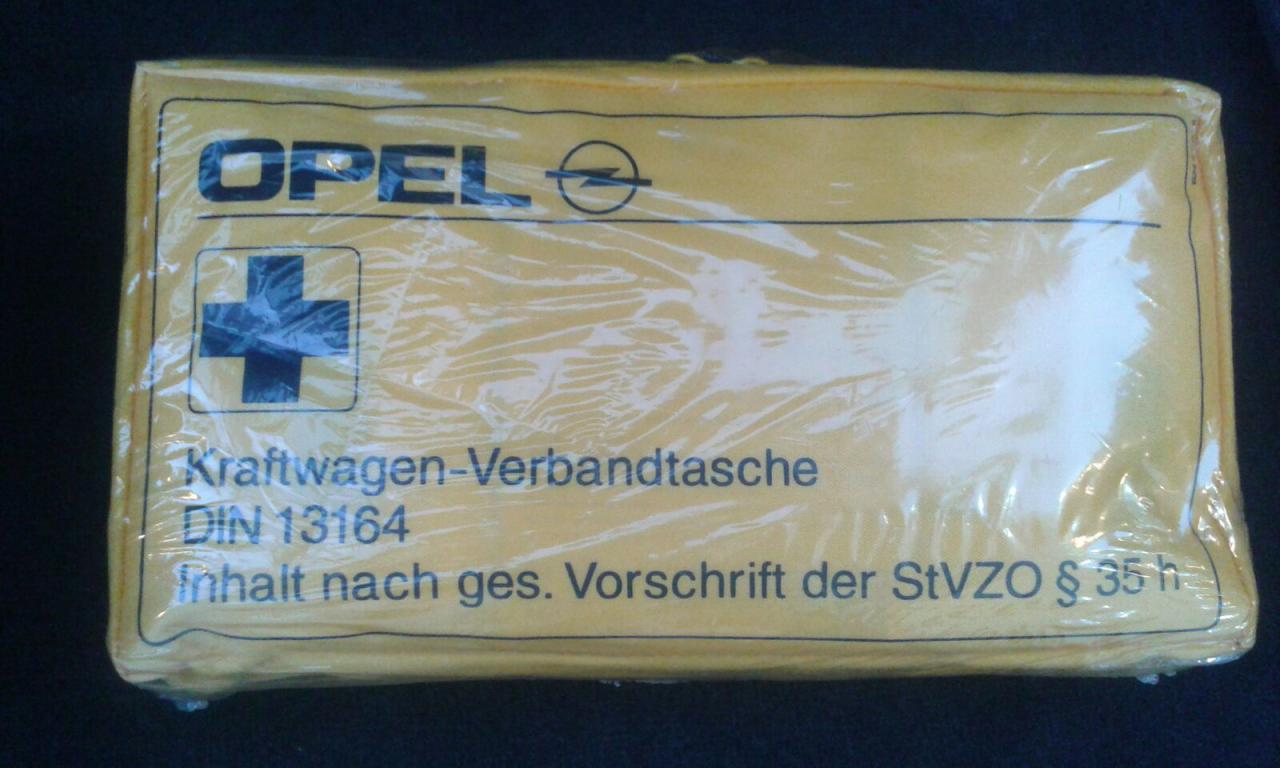 OPEL
Kraftwagen-Verbandtasche
DIN 13164
Inhalt nach ges. Vorschrift der StVZO § 35 h